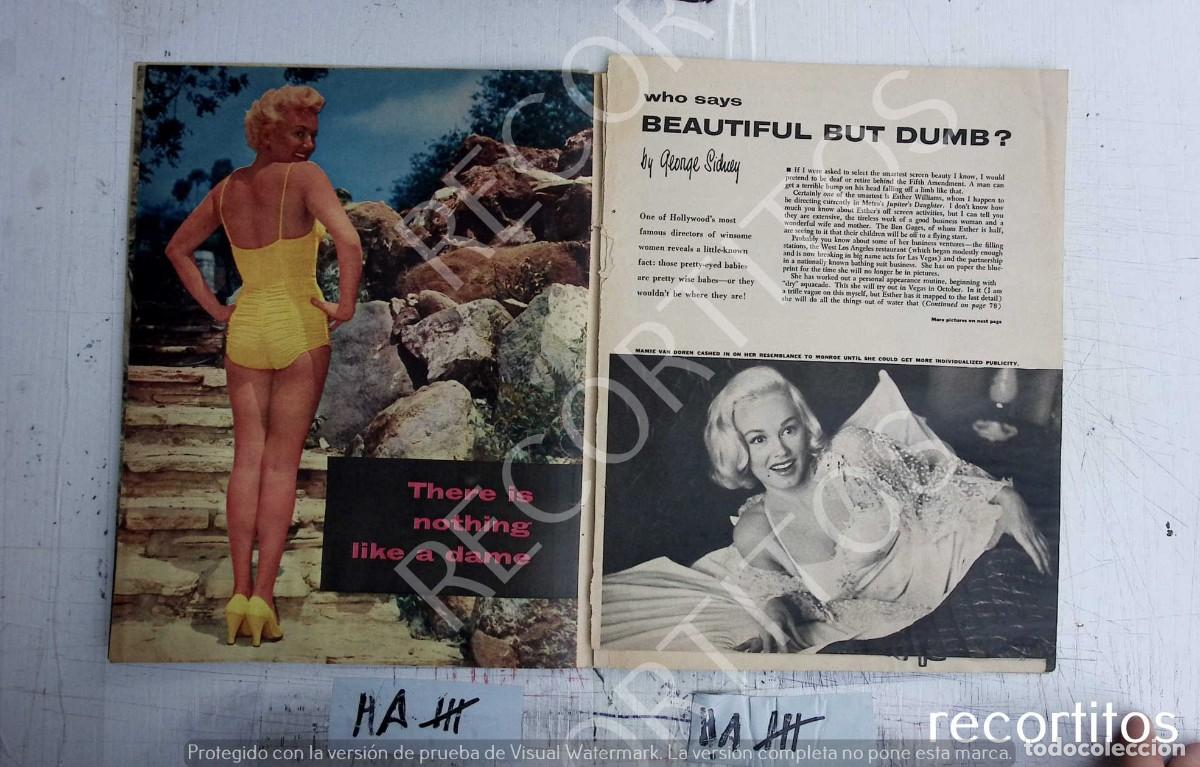 There is
nothing
like a dame
who says
BEAUTIFUL BUT DUMB?
by George Sidney
One of Hollywood's most
famous directors of winsome
women reveals a little-known
fact: those pretty-eyed babies
are pretty wise babes—or they
wouldn't be where they are!
■ If I were asked to select the smartest screen beauty I know, I would
pretend to be deaf or retire behind the Fifth Amendment. A man can
get a terrible bump on his head falling off a limb like that.
Certainly one of the smartest is Esther Williams, whom I happen to
be directing currently in Metro's Jupiter's Daughter. I don't know how
much you know about Esther's off screen activities, but I can tell you
they are extensive, the tireless work of a good business woman and a
wonderful wife and mother. The Ben Gages, of whom Esther is half,
are seeing to it that their children will be off to a flying start.
Probably you know about some of her business ventures—the filling
stations, the West Los Angeles restaurant (which began modestly enough
and is now breaking in big name acts for Las Vegas) and the partnership
in a nationally known bathing suit business. She has on paper the blue-
print for the time she will no longer be in pictures.
She has worked out a personal appearance routine, beginning with
"dry" aquacade. This she will try out in Vegas in October. In it (I am
a trifle vague on this myself, but Esther has it mapped to the last detail)
she will do all the things out of water that (Continued on page 78)
More pictures on next page
MAMIE VAN DOREN CASHED IN ON HER RESEMBLANCE TO MONROE UNTIL SHE COULD GET MORE INDIVIDUALIZED PUBLICITY.
RECORTITOS
RECORTITOS
HA
HA
recortitos
todocoleccion
Protegido con la versión de prueba de Visual Watermark. La versión completa no pone esta marca.